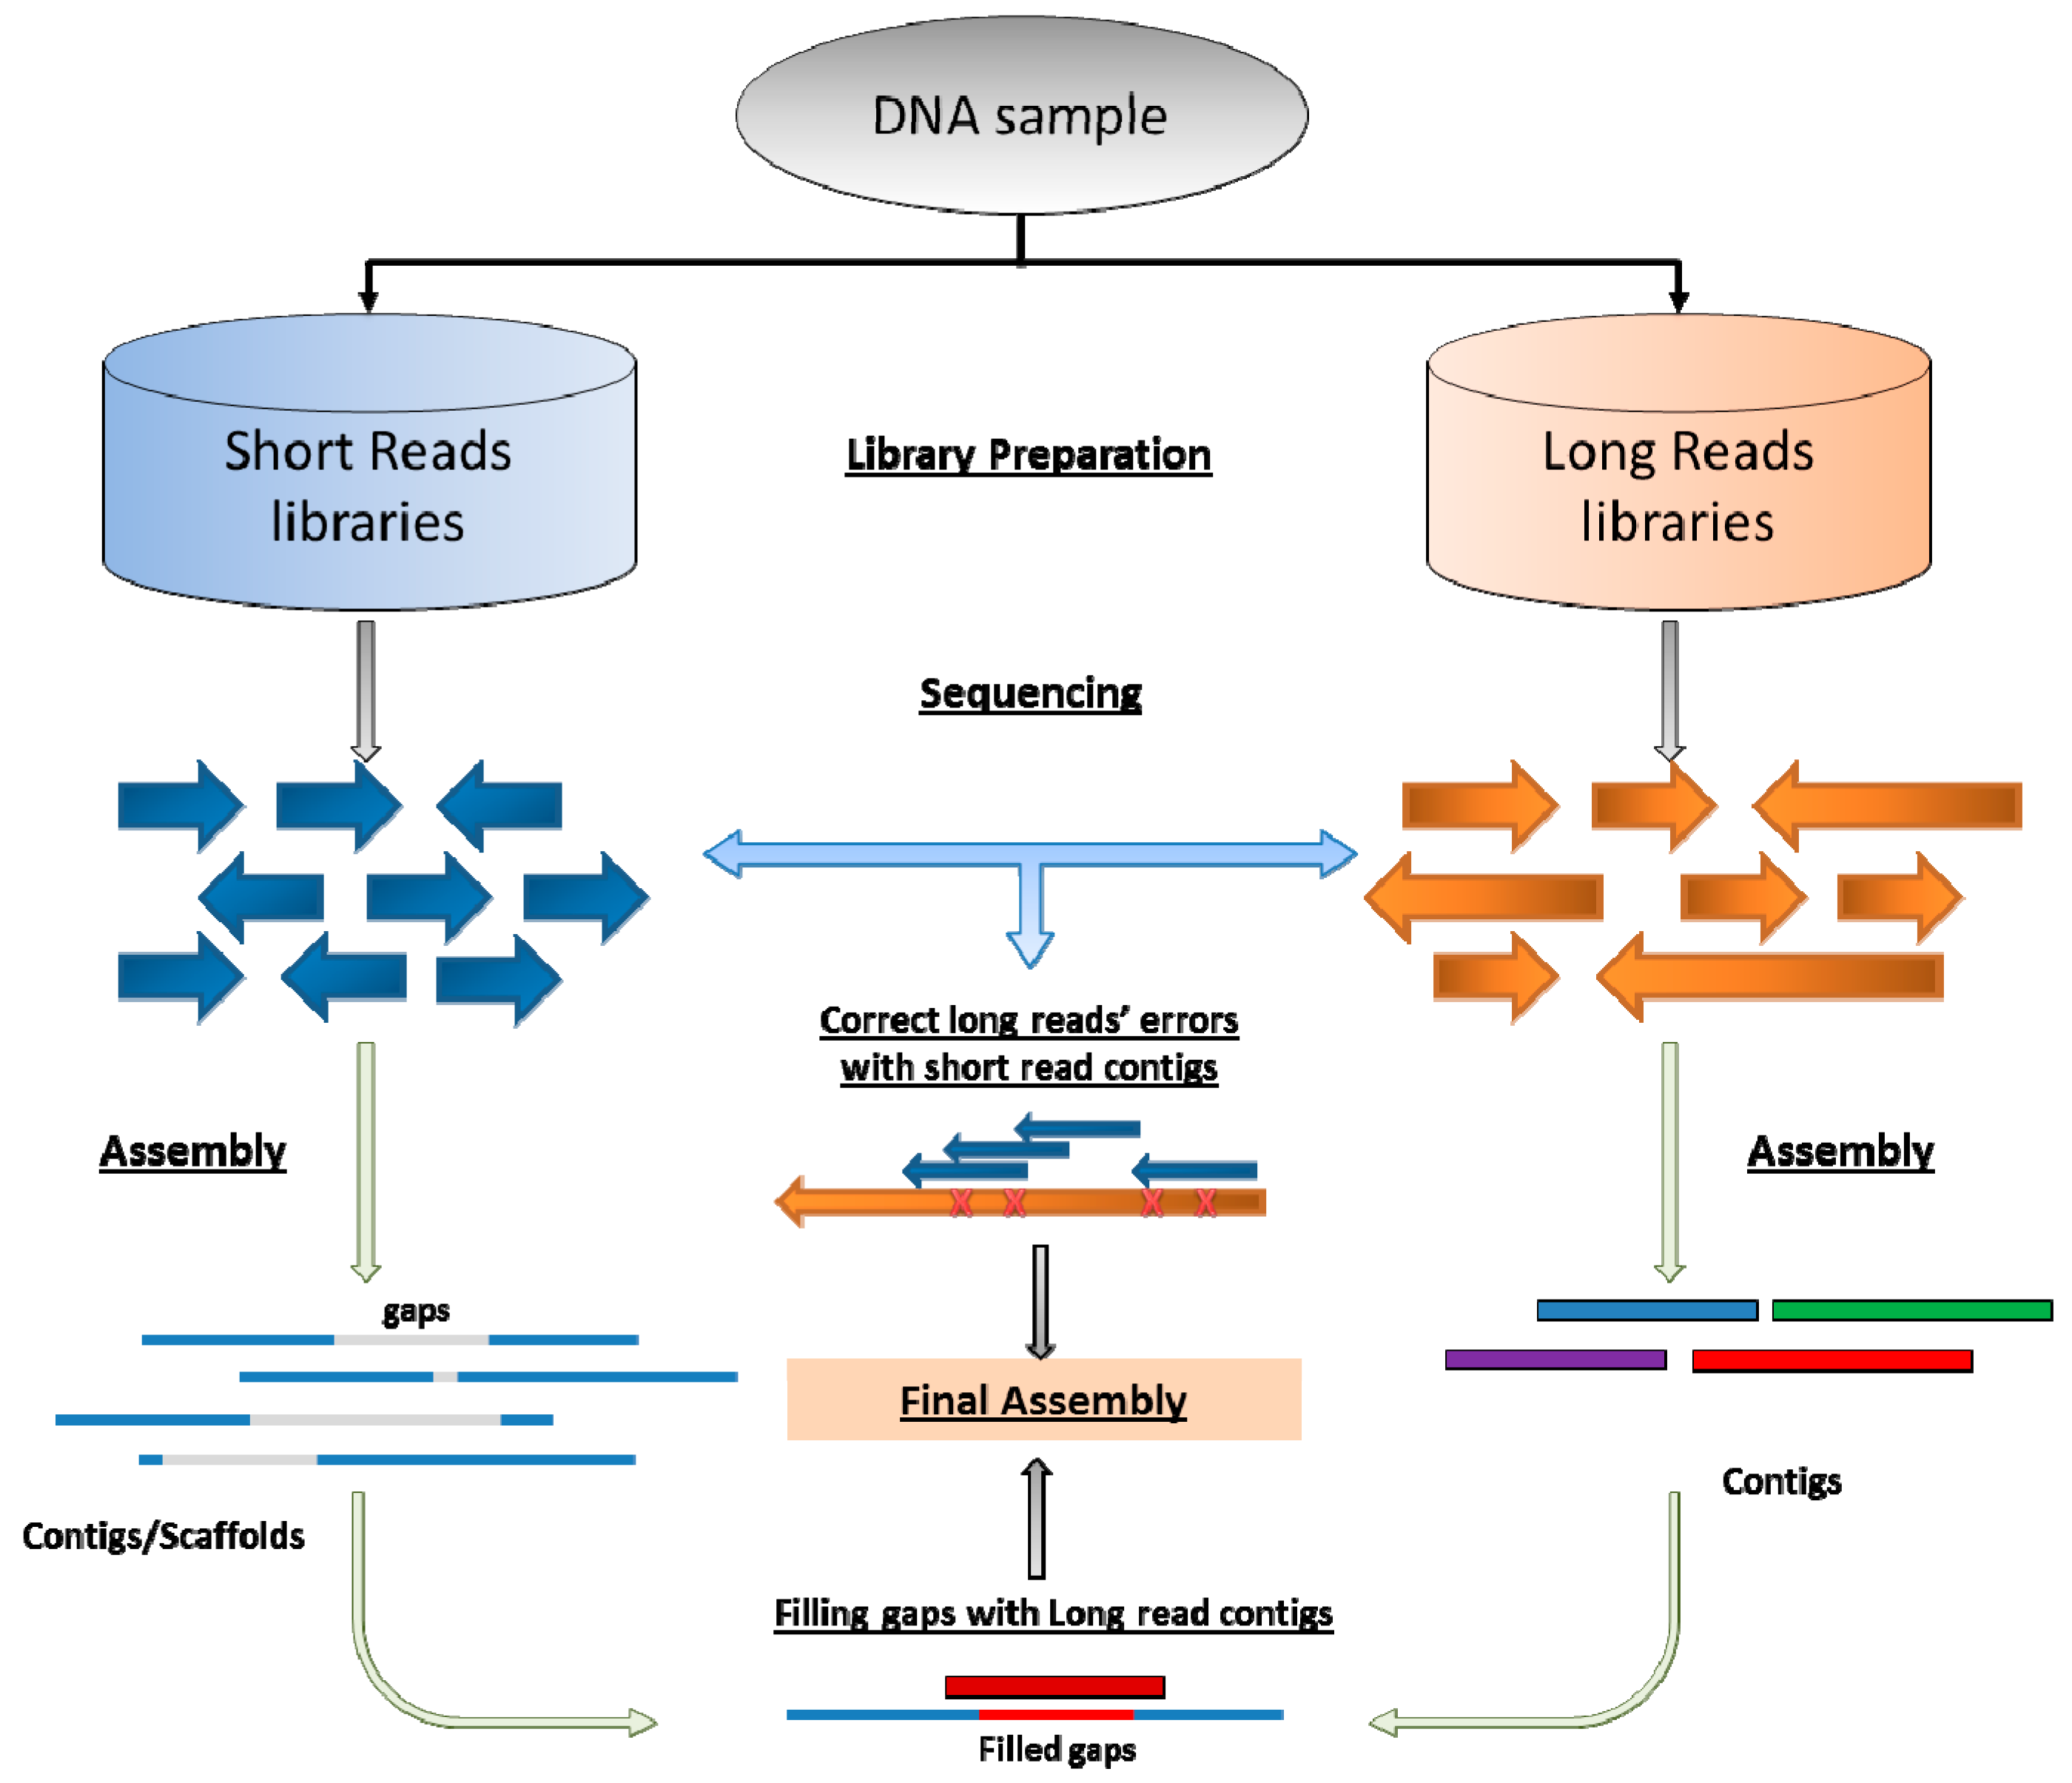 DNA sample
Short Reads
libraries
Library Preparation
Long Reads
libraries
Sequencing
Correct long reads' errors
with short read contigs
Assembly
Assembly
X X X X
gaps
Final Assembly
Contigs
Contigs/Scaffolds
Filling gaps with Long read contigs
Filled gaps